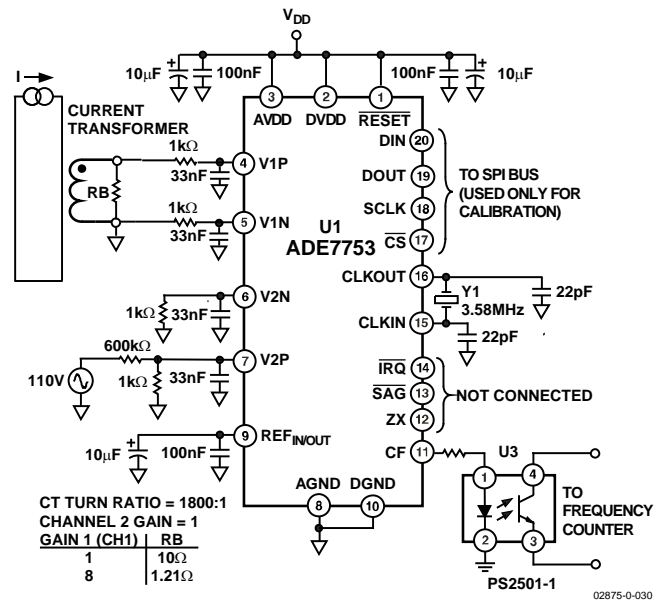 VDD
I
10µF
100nF
100nF
10µF
3
2
1
AVDD
DVDD
RESET
CURRENT
TRANSFORMER
1kΩ
33nF
4
V1P
RB
1kΩ
33nF
5
V1N
U1
ADE7753
DIN
20
DOUT
19
SCLK
18
CS
17
TO SPI BUS
(USED ONLY FOR
CALIBRATION)
CLKOUT
16
Y1
3.58MHz
22pF
CLKIN
15
22pF
6
V2N
1kΩ
33nF
600kΩ
7
V2P
110V
1kΩ
33nF
IRQ
14
SAG
13
ZX
12
NOT CONNECTED
9
REFIN/OUT
10µF
100nF
CF
11
U3
1
4
2
3
TO
FREQUENCY
COUNTER
PS2501-1
AGND
DGND
8
10
CT TURN RATIO = 1800:1
CHANNEL 2 GAIN = 1
GAIN 1 (CH1) RB
1 10Ω
8 1.21Ω
02875-0-030